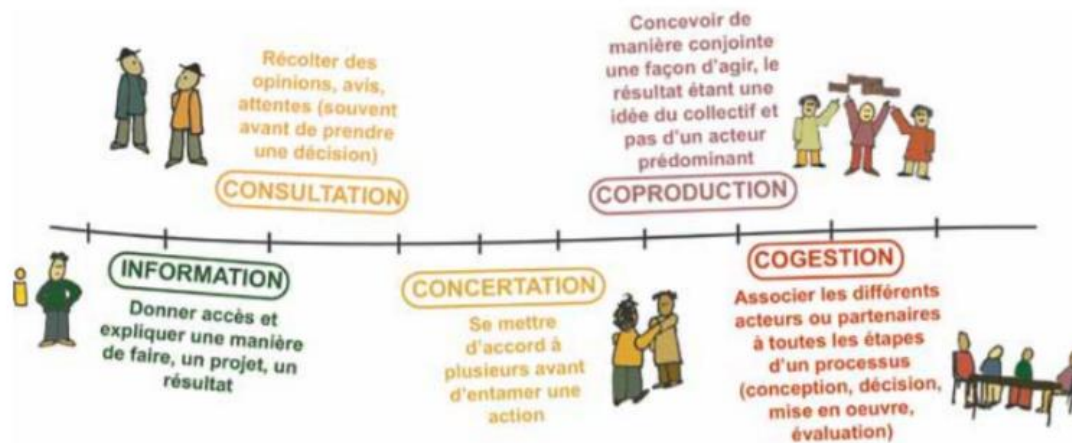 Récolter des
opinions, avis,
attentes (souvent
avant de prendre
une décision)
CONSULTATION
Concevoir de
manière conjointe
une façon d'agir, le
résultat étant une
idée du collectif et
pas d'un acteur
prédominant
COPRODUCTION
i
INFORMATION
Donner accès et
expliquer une manière
de faire, un projet, un
résultat
CONCERTATION
Se mettre
d'accord à
plusieurs avant
d'entamer une
action
COGESTION
Associer les différents
acteurs ou partenaires
à toutes les étapes
d'un processus
(conception, décision,
mise en oeuvre,
évaluation)